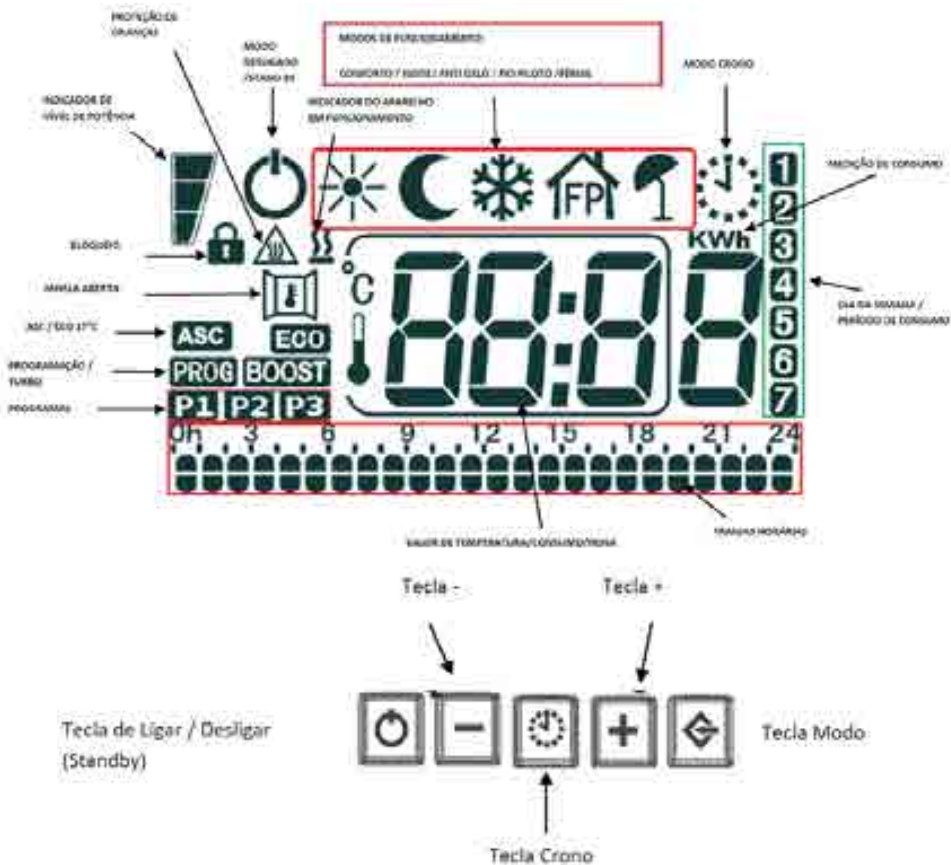 PROTEÇÃO DE
CRIANÇAS
MODO
DESLIGADO
/STAND BY
MODOS DE FUNCIONAMENTO
CONFORTO / NOITE / ANTI GELO / FIO PILOTO /FÉRIAS
MODO CRONO
INDICADOR DE
NÍVEL DE POTÊNCIA
INDICADOR DO APARELHO
EM FUNCIONAMENTO
MEDIÇÃO DE CONSUMO
FP
KWh
1
2
3
4
5
6
7
BLOQUEIO
JANELA ABERTA
°C
88:88
DIA DA SEMANA /
PERÍODO DE CONSUMO
ASC / ECO
ASC
ECO
PROGRAMAÇÃO /
TURBO
PROG
BOOST
PROGRAMAS
P1 P2 P3
0h 3 6 9 12 15 18 21 24
HORÁRIAS
VALOR DE TEMPERATURA/CONSUMO/HORA
Tecla -
Tecla +
Tecla de Ligar / Desligar
(Standby)
Tecla Modo
Tecla Crono